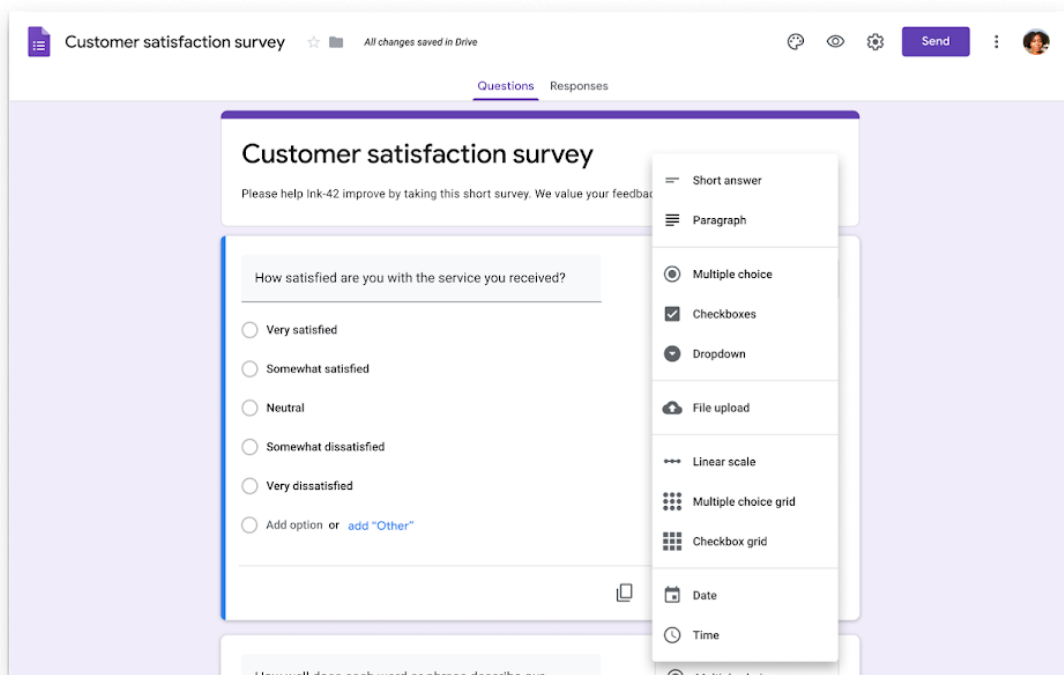 Customer satisfaction survey
All changes saved in Drive
Send
Questions Responses
Customer satisfaction survey
Please help Ink-42 improve by taking this short survey. We value your
Short answer
Paragraph
How satisfied are you with the service you received?
Very satisfied
Somewhat satisfied
Neutral
Somewhat dissatisfied
Very dissatisfied
Add option or add "Other"
Multiple choice
Checkboxes
Dropdown
File upload
Linear scale
Multiple choice grid
Checkbox grid
Date
Time